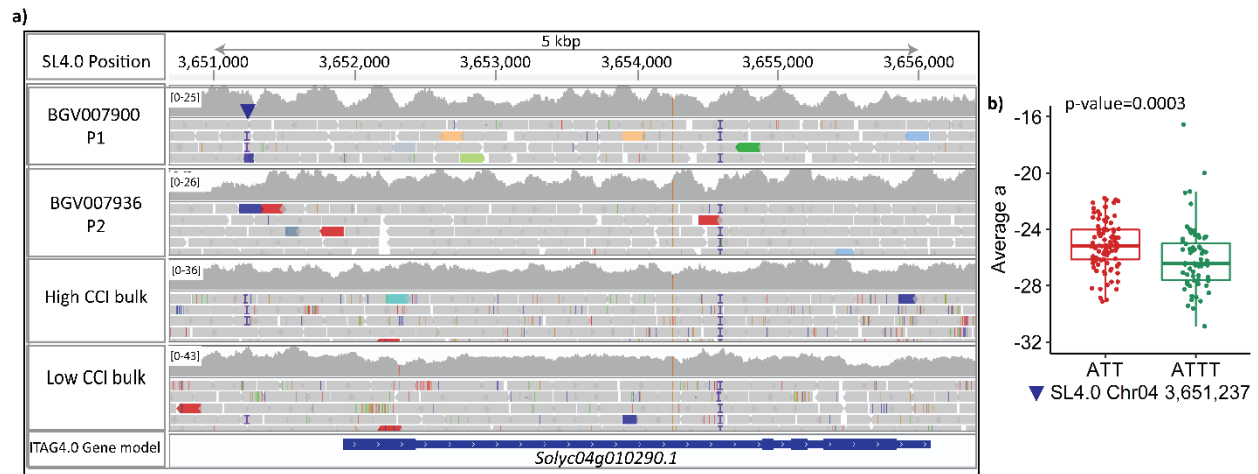 a)
5 kbp
SL4.0 Position
3,651,000 3,652,000 3,653,000 3,654,000 3,655,000 3,656,000
BGV007900
P1
[0-25]
BGV007936
P2
[0-26]
High CCI bulk
[0-36]
Low CCI bulk
[0-43]
ITAG4.0 Gene model
Solyc04g010290.1
b)
p-value=0.0003
Average a
-16
-20
-24
-28
-32
ATT ATTT
SL4.0 Chr04 3,651,237